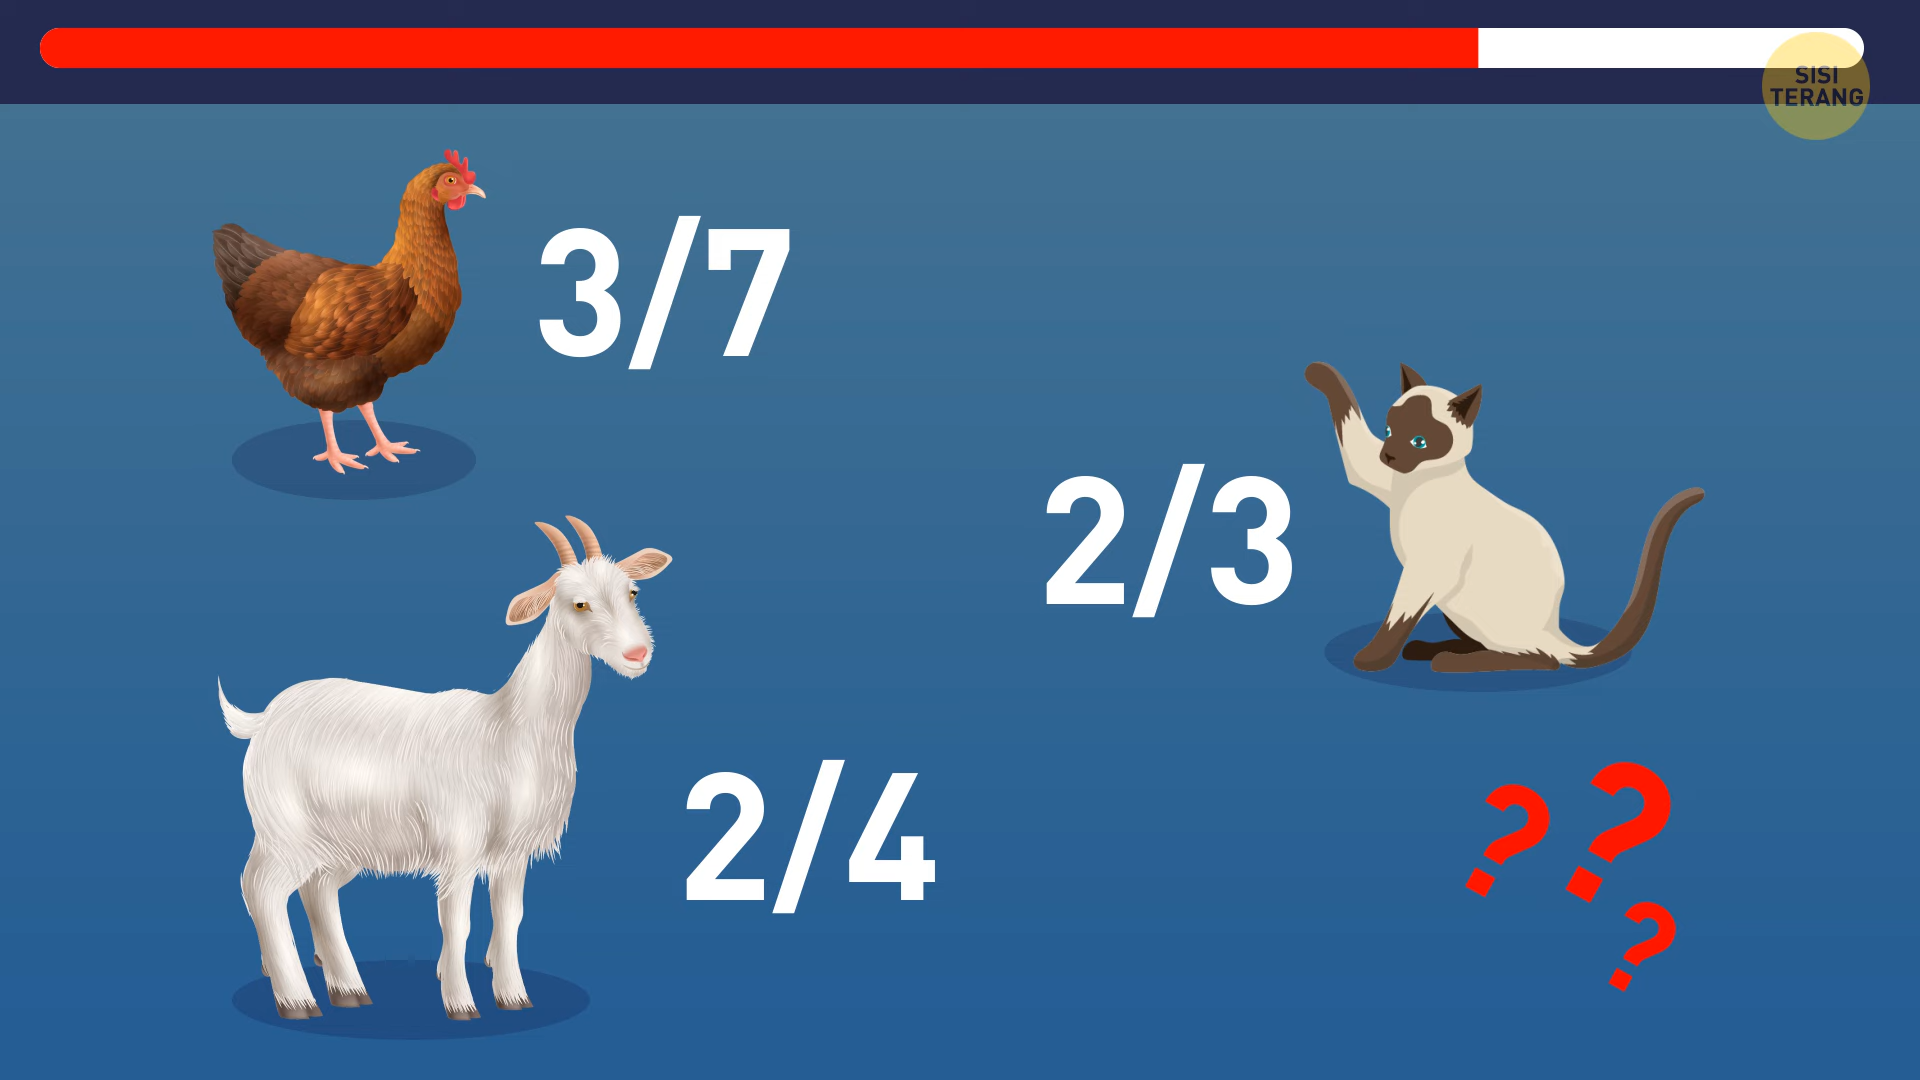 SISI
TERANG
3/7
2/3
2/4
? ?
?